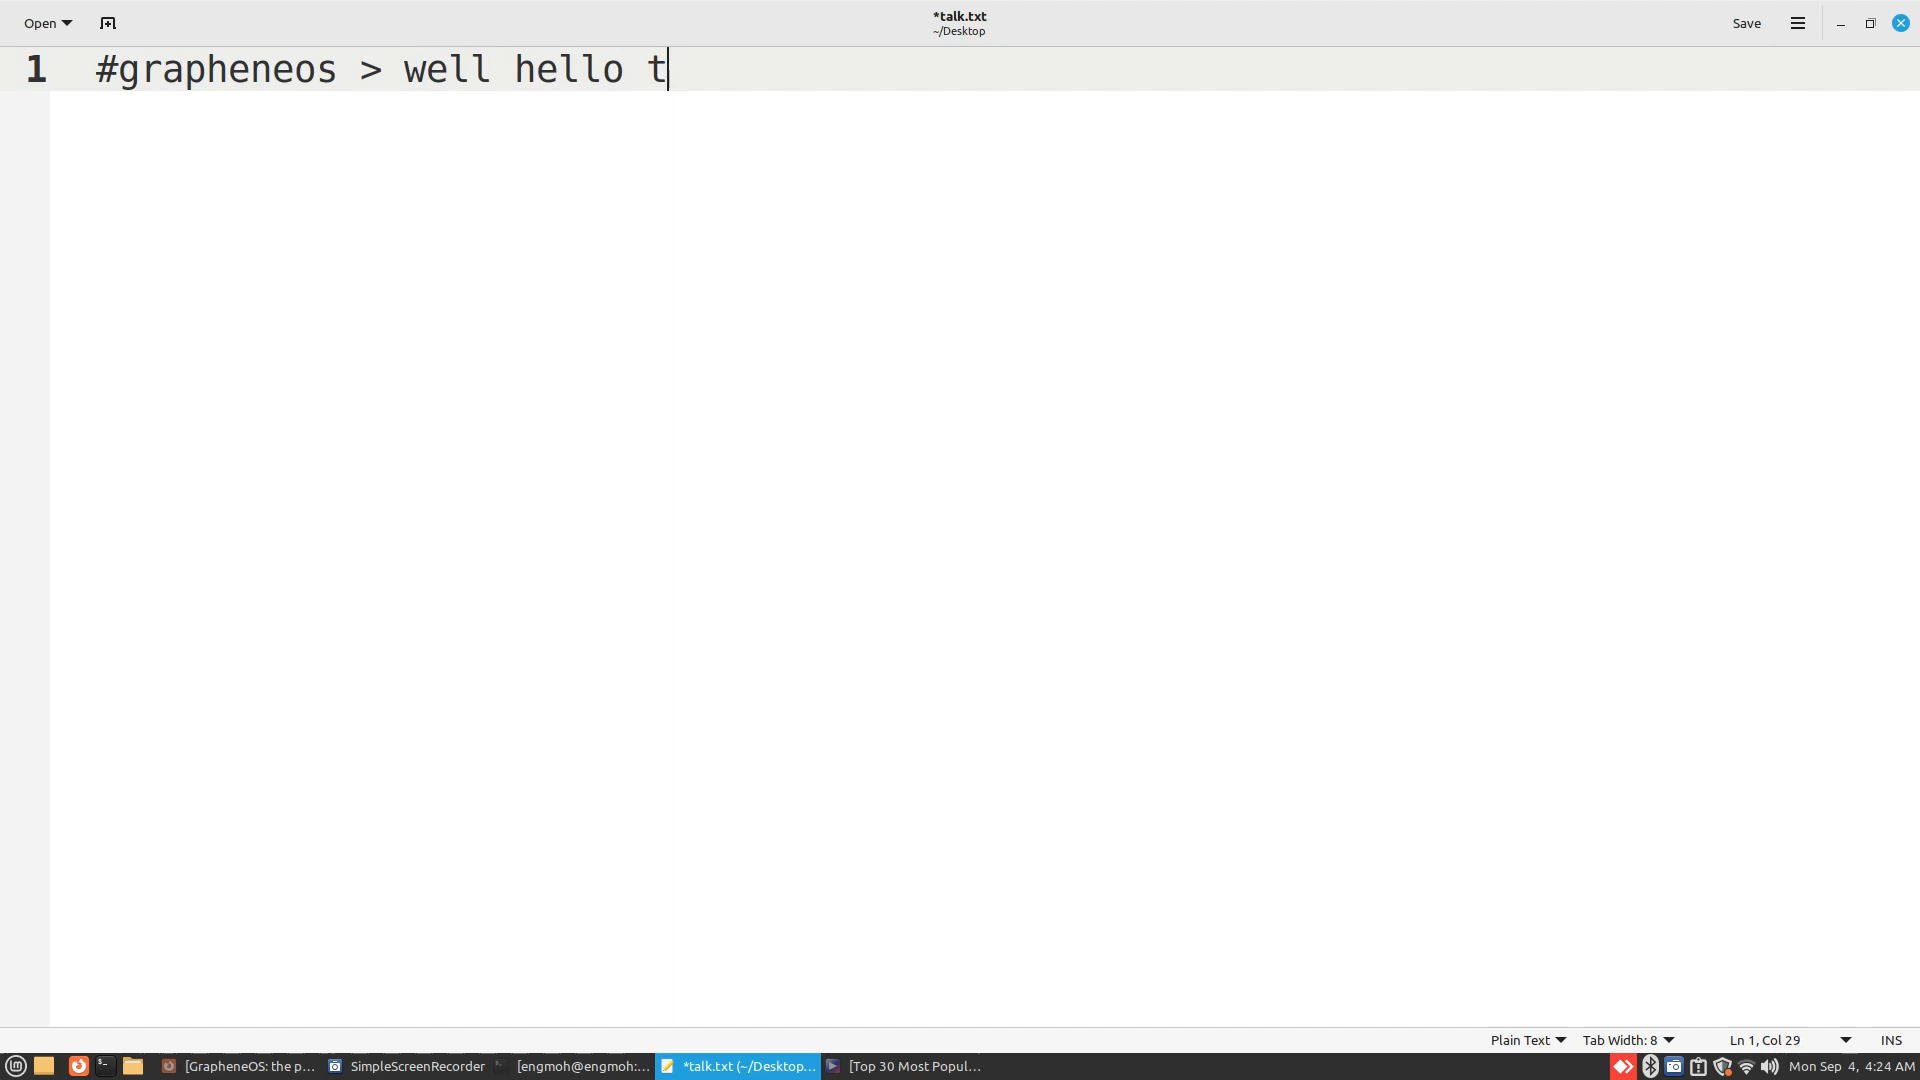 Open
*talk.txt
~/Desktop
Save
1 #grapheneos > well hello t
Plain Text
Tab Width: 8
Ln 1, Col 29
INS
[GrapheneOS: the p...
SimpleScreenRecorder
[engmoh@engmoh:...
*talk.txt (~/Desktop...
[Top 30 Most Popul...
Mon Sep 4, 4:24 AM